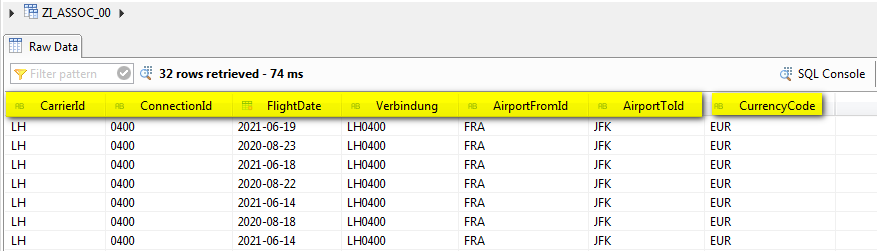 ZI_ASSOC_00
Raw Data
Filter pattern 32 rows retrieved - 74 ms SQL Console
CarrierId ConnectionId FlightDate Verbindung AirportFromId AirportToId CurrencyCode
LH 0400 2021-06-19 LH0400 FRA JFK EUR
LH 0400 2020-08-23 LH0400 FRA JFK EUR
LH 0400 2021-06-18 LH0400 FRA JFK EUR
LH 0400 2020-08-22 LH0400 FRA JFK EUR
LH 0400 2021-06-14 LH0400 FRA JFK EUR
LH 0400 2020-08-18 LH0400 FRA JFK EUR
LH 0400 2021-06-14 LH0400 FRA JFK EUR